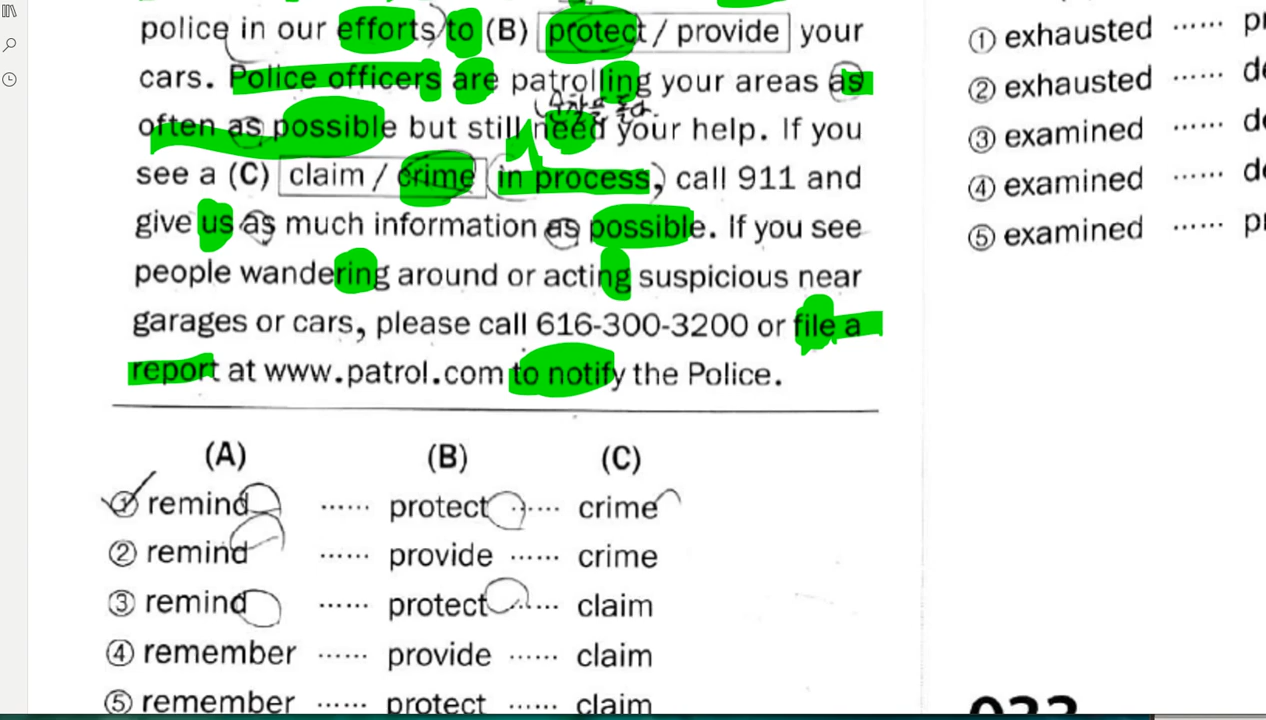 police in our efforts to (B) protect / provide your
cars. Police officers are patrolling your areas as
often as possible but still need your help. If you
see a (C) claim / crime in process, call 911 and
give us as much information as possible. If you see
people wandering around or acting suspicious near
garages or cars, please call 616-300-3200 or file a
report at www.patrol.com to notify the Police.
(A) (B) (C)
① remind ...... protect ...... crime
② remind ...... provide ...... crime
③ remind ...... protect ...... claim
④ remember ...... provide ...... claim
⑤ remember ...... protect ...... claim
① exhausted ......
② exhausted ......
③ examined ......
④ examined ......
⑤ examined ......